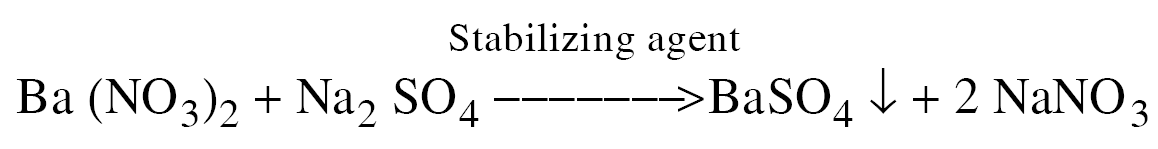 Stabilizing agent
Ba (NO₃)₂ + Na₂ SO₄ −−−−−−−>BaSO₄ ↓ + 2 NaNO₃